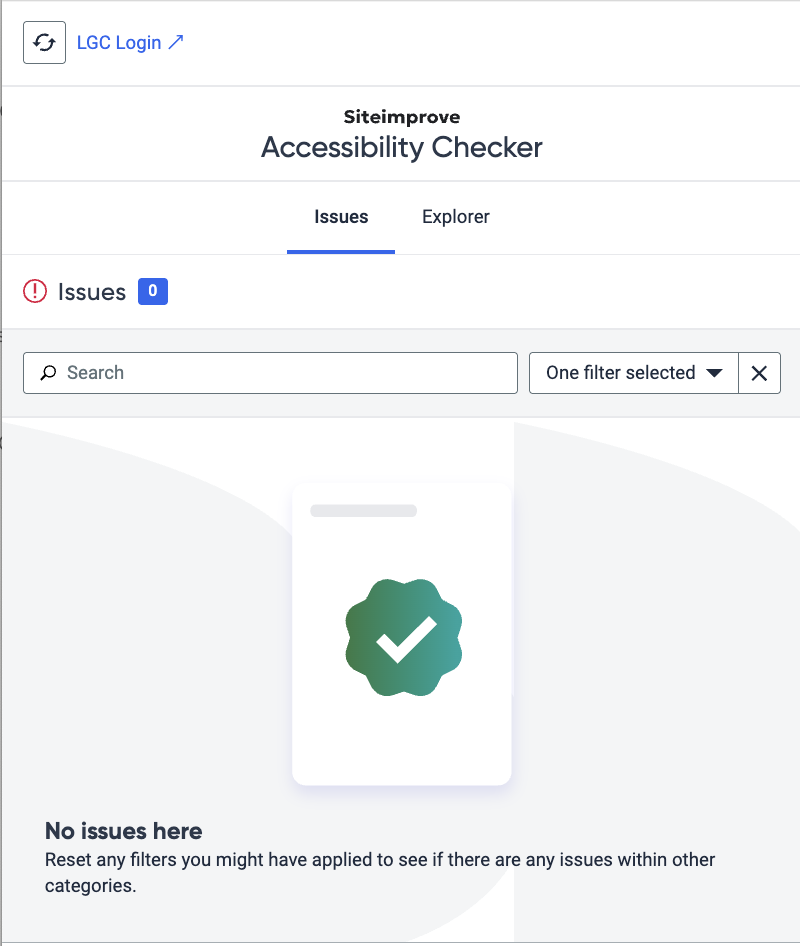 LGC Login
Siteimprove
Accessibility Checker
Issues
Explorer
Issues 0
Search
One filter selected
No issues here
Reset any filters you might have applied to see if there are any issues within other
categories.